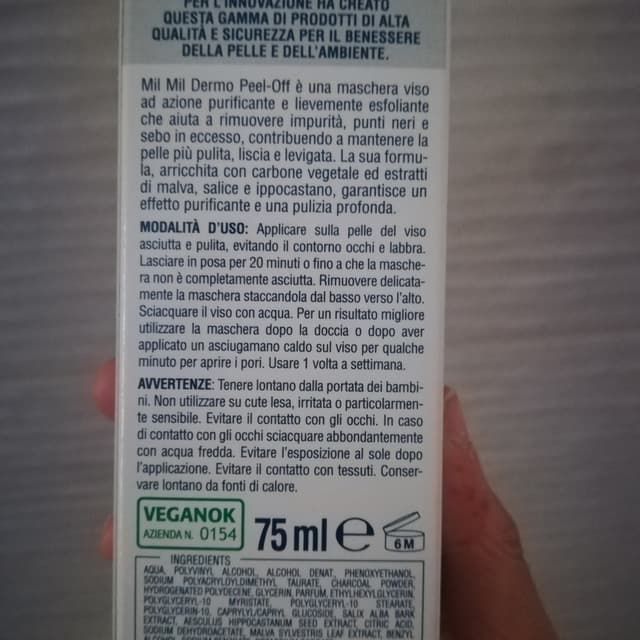 PER L'INNOVAZIONE HA CREATO
QUESTA GAMMA DI PRODOTTI DI ALTA
QUALITÀ E SICUREZZA PER IL BENESSERE
DELLA PELLE E DELL'AMBIENTE.
Mil Mil Dermo Peel-Off è una maschera viso
ad azione purificante e lievemente esfoliante
che aiuta a rimuovere impurità, punti neri e
sebo in eccesso, contribuendo a mantenere la
pelle più pulita, liscia e levigata. La sua formu-
la, arricchita con carbone vegetale ed estratti
di malva, salice e ippocastano, garantisce un
effetto purificante e una pulizia profonda.
MODALITÀ D'USO: Applicare sulla pelle del viso
asciutta e pulita, evitando il contorno occhi e labbra.
Lasciare in posa per 20 minuti o fino a che la masche-
ra non è completamente asciutta. Rimuovere delicata-
mente la maschera staccandola dal basso verso l'alto.
Sciacquare il viso con acqua. Per un risultato migliore
utilizzare la maschera dopo la doccia o dopo aver
applicato un asciugamano caldo sul viso per qualche
minuto per aprire i pori. Usare 1 volta a settimana.
AVVERTENZE: Tenere lontano dalla portata dei bambi-
ni. Non utilizzare su cute lesa, irritata o particolarmen-
te sensibile. Evitare il contatto con gli occhi. In caso
di contatto con gli occhi sciacquare abbondantemente
con acqua fredda. Evitare l'esposizione al sole dopo
l'applicazione. Evitare il contatto con tessuti. Conser-
vare lontano da fonti di calore.
VEGANOK
AZIENDA N. 0154
75 ml e
6 M
INGREDIENTS
AQUA, POLYVINYL ALCOHOL, ALCOHOL DENAT, PHENOXYETHANOL,
SODIUM POLYACRYLOYLDIMETHYL TAURATE, CHARCOAL POWDER,
HYDROGENATED POLYDECENE, GLYCERIN, PARFUM, ETHYLHEXYLGLYCERIN,
POLYGLYCERYL-10 MYRISTATE, POLYGLYCERYL-10 STEARATE,
POLYGLYCERIN-10, CAPRYLYL/CAPRYL GLUCOSIDE, SALIX ALBA BARK
EXTRACT, AESCULUS HIPPOCASTANUM SEED EXTRACT, CITRIC ACID,
SODIUM DEHYDROACETATE, MALVA SYLVESTRIS LEAF EXTRACT, BENZYL